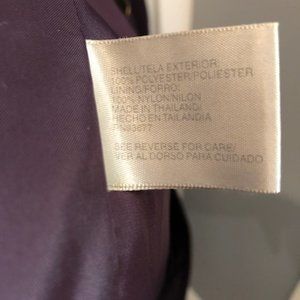 SHELL/TELA EXTERIOR:
100% POLYESTER/POLIESTER
LINING/FORRO:
100% NYLON/NILON
MADE IN THAILAND/
HECHO EN TAILANDIA
RN93677
SEE REVERSE FOR CARE/
VER AL DORSO PARA CUIDADO